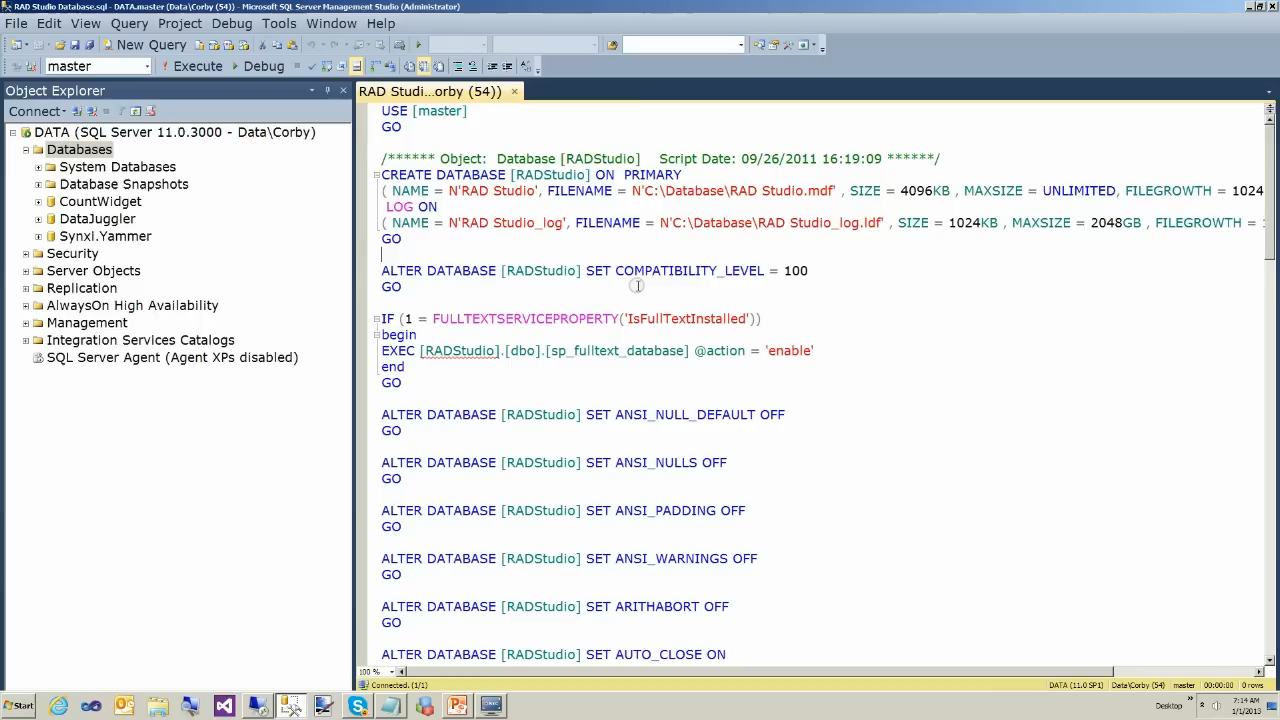 RAD Studio Database.sql - DATA.master (Data\Corby (54)) - Microsoft SQL Server Management Studio (Administrator)
File Edit View Query Project Debug Tools Window Help
New Query
master Execute Debug
Object Explorer
Connect
DATA (SQL Server 11.0.3000 - Data\Corby)
Databases
System Databases
Database Snapshots
CountWidget
DataJuggler
Synxi.Yammer
Security
Server Objects
Replication
AlwaysOn High Availability
Management
Integration Services Catalogs
SQL Server Agent (Agent XPs disabled)
RAD Studi...orby (54))
USE [master]
GO
/****** Object:  Database [RADStudio]    Script Date: 09/26/2011 16:19:09 ******/
CREATE DATABASE [RADStudio] ON  PRIMARY
( NAME = N'RAD Studio', FILENAME = N'C:\Database\RAD Studio.mdf' , SIZE = 4096KB , MAXSIZE = UNLIMITED, FILEGROWTH = 1024
LOG ON
( NAME = N'RAD Studio_log', FILENAME = N'C:\Database\RAD Studio_log.ldf' , SIZE = 1024KB , MAXSIZE = 2048GB , FILEGROWTH =
GO
ALTER DATABASE [RADStudio] SET COMPATIBILITY_LEVEL = 100
GO
IF (1 = FULLTEXTSERVICEPROPERTY('IsFullTextInstalled'))
begin
EXEC [RADStudio].[dbo].[sp_fulltext_database] @action = 'enable'
end
GO
ALTER DATABASE [RADStudio] SET ANSI_NULL_DEFAULT OFF
GO
ALTER DATABASE [RADStudio] SET ANSI_NULLS OFF
GO
ALTER DATABASE [RADStudio] SET ANSI_PADDING OFF
GO
ALTER DATABASE [RADStudio] SET ANSI_WARNINGS OFF
GO
ALTER DATABASE [RADStudio] SET ARITHABORT OFF
GO
ALTER DATABASE [RADStudio] SET AUTO_CLOSE ON
100 %
Connected. (1/1) DATA (11.0 SP1) Data\Corby (54) master 00:00:00 0 rows
Start Desktop 7:14 AM
1/1/2013